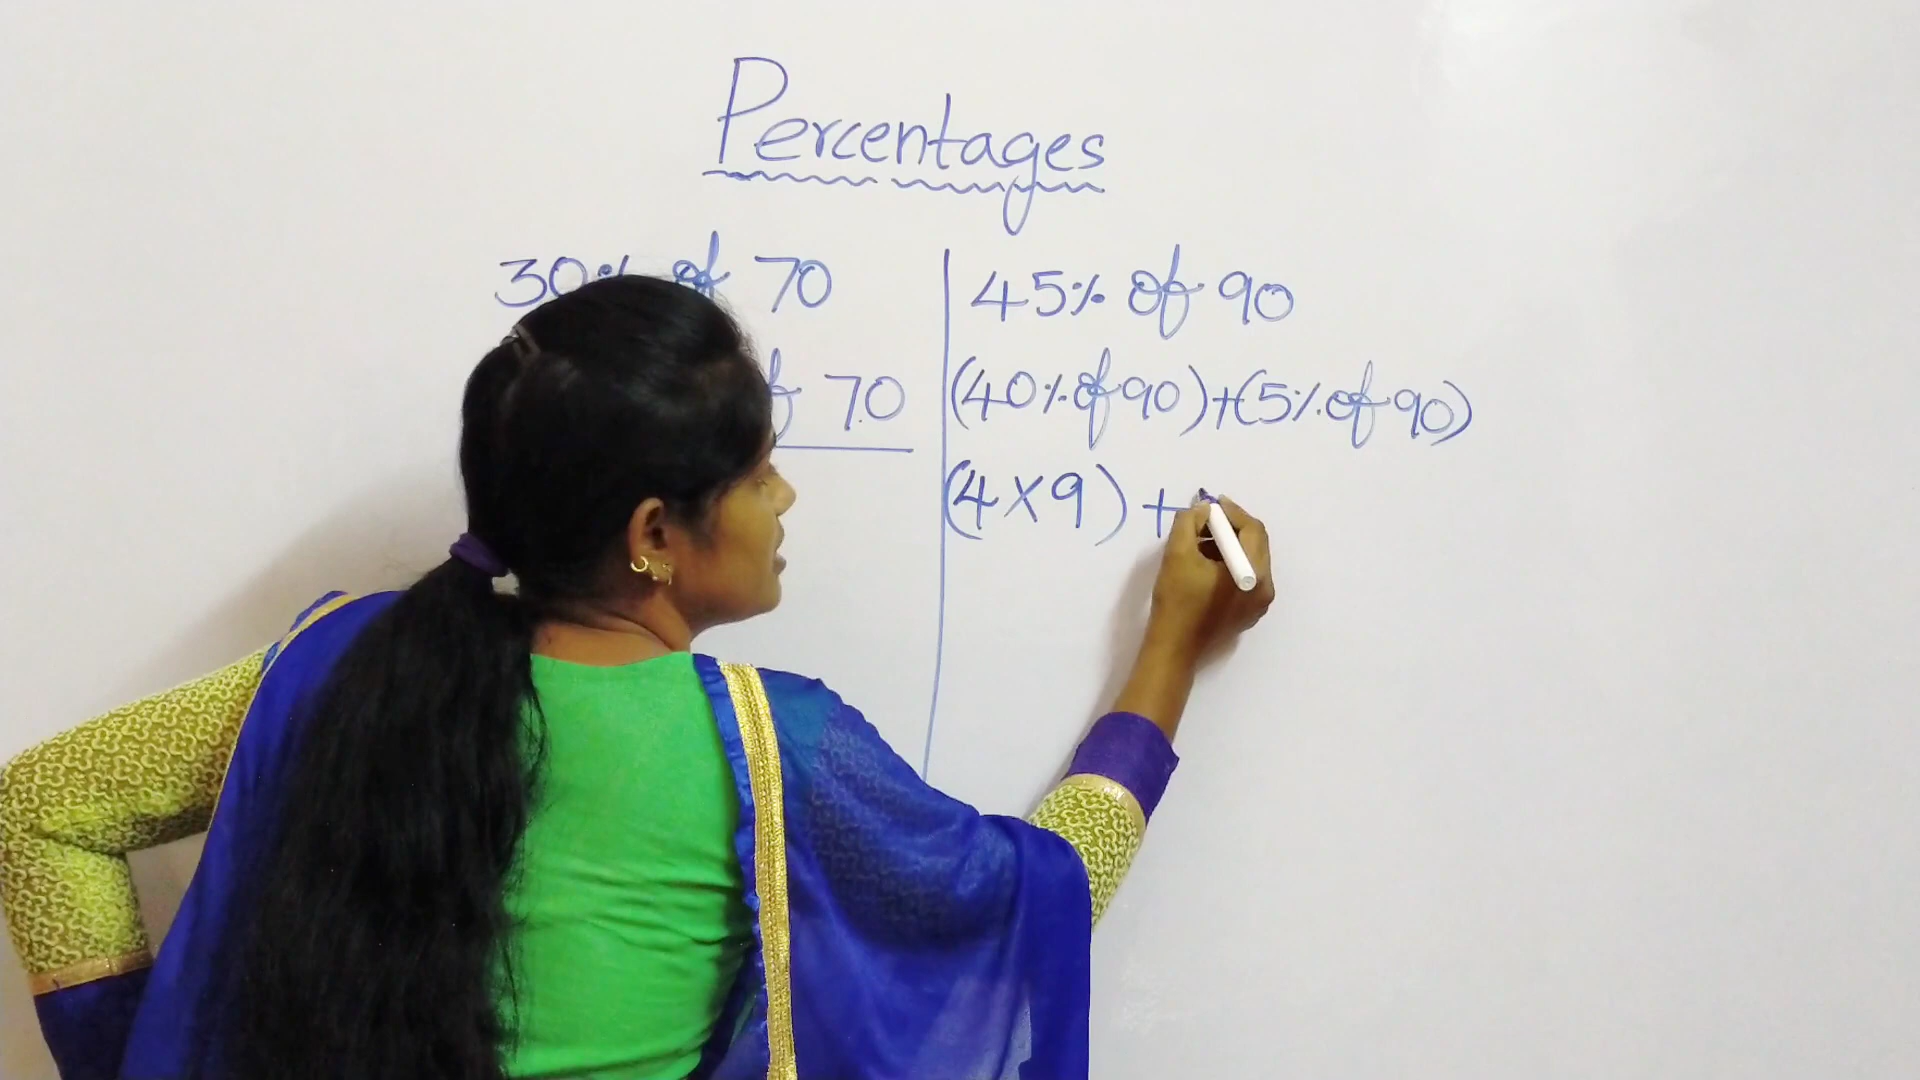 Percentages
30% of 70
of 70
45% of 90
(40% of 90)+(5% of 90)
(4×9) +